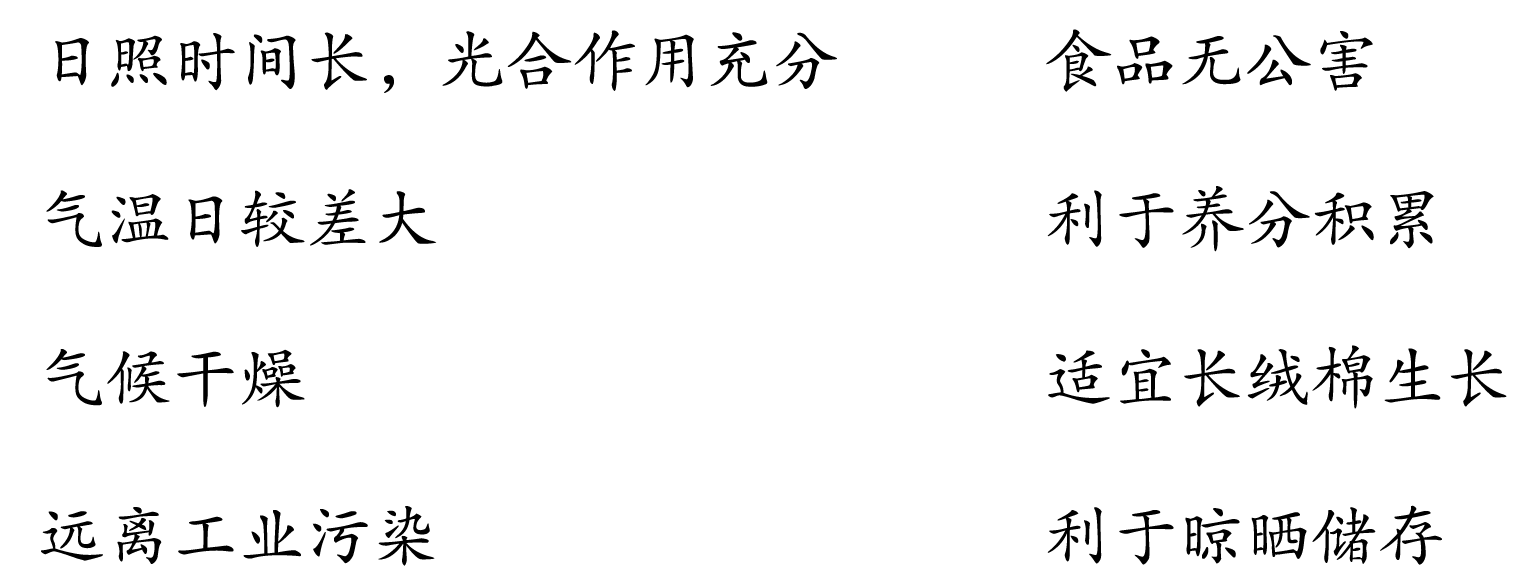 日照时间长，光合作用充分 食品无公害
气温日较差大 利于养分积累
气候干燥 适宜长绒棉生长
远离工业污染 利于晾晒储存